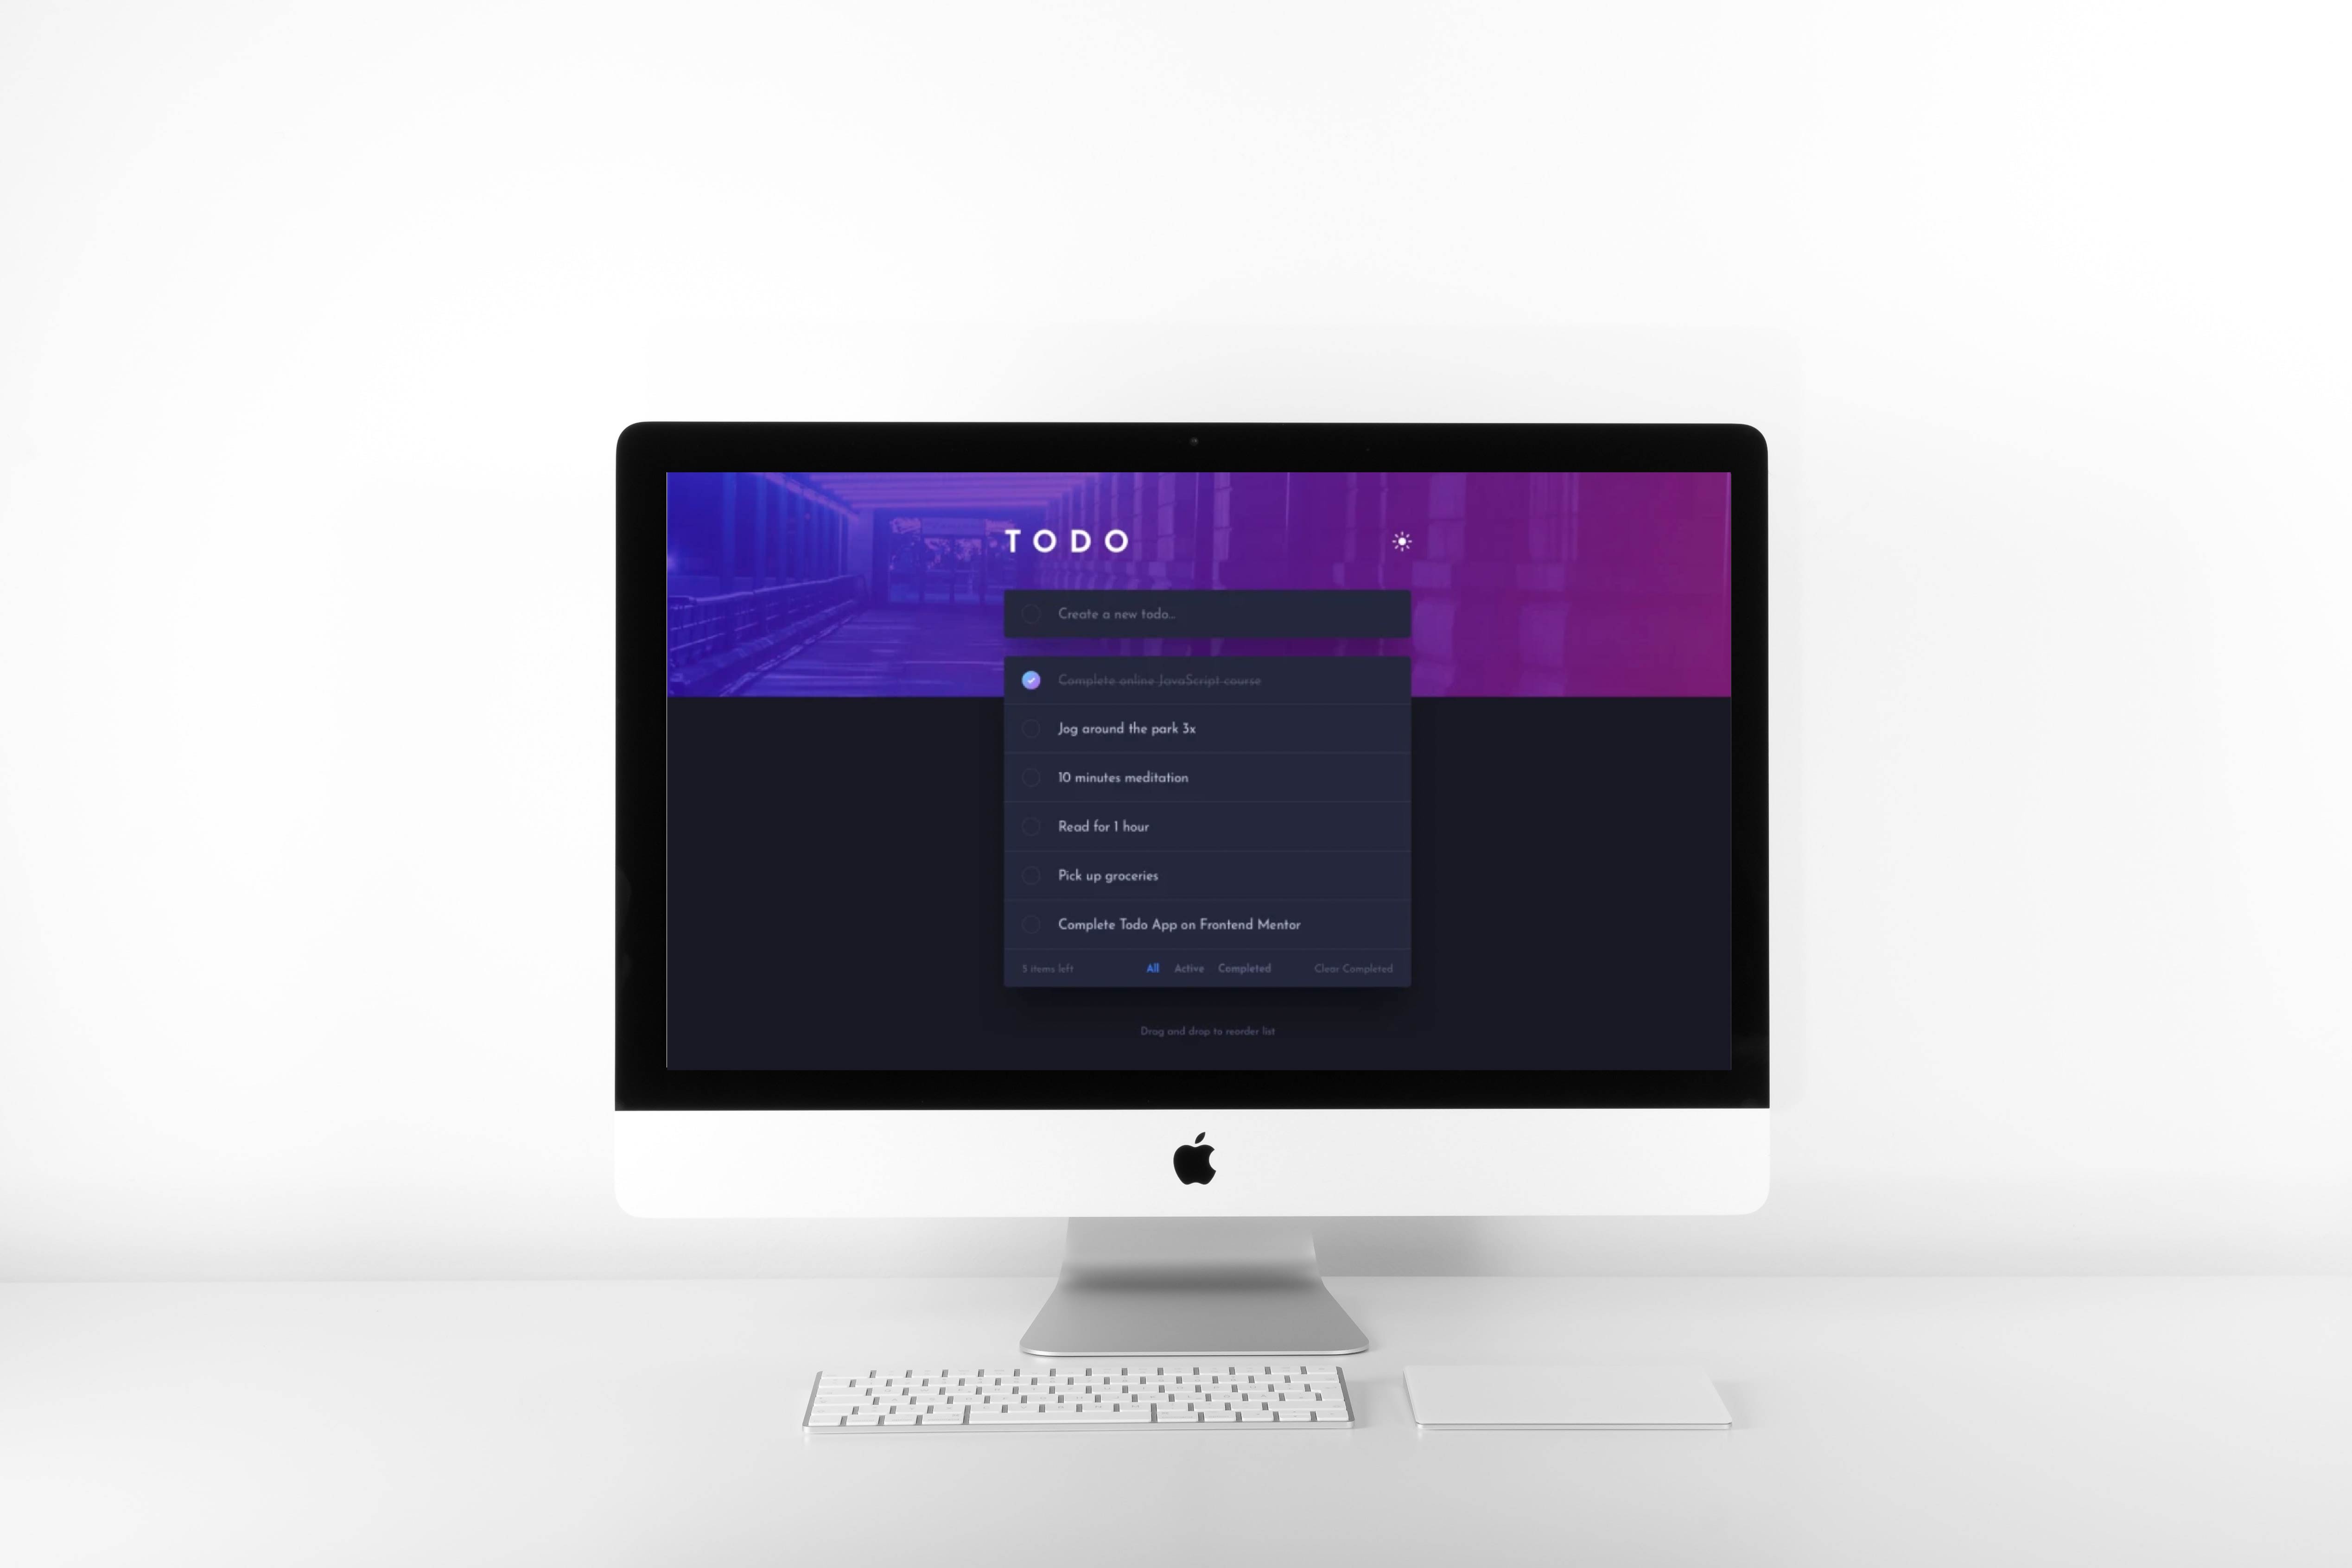 TODO
Create a new todo...
Complete online JavaScript course
Jog around the park 3x
10 minutes meditation
Read for 1 hour
Pick up groceries
Complete Todo App on Frontend Mentor
5 items left All Active Completed Clear Completed
Drag and drop to reorder list